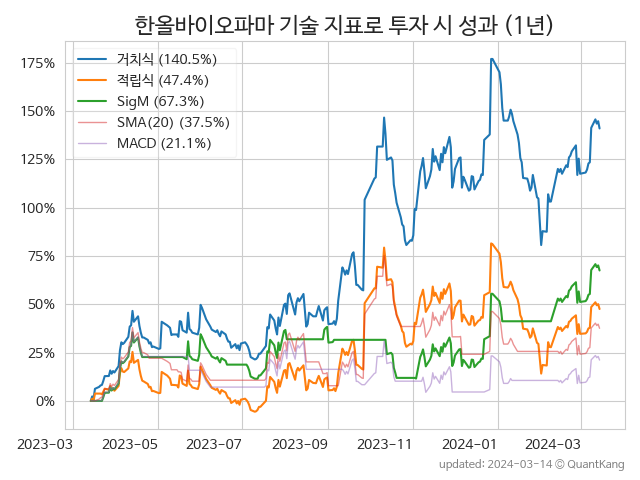 한올바이오파마 기술 지표로 투자 시 성과 (1년)
거치식 (140.5%)
적립식 (47.4%)
SigM (67.3%)
SMA(20) (37.5%)
MACD (21.1%)
175%
150%
125%
100%
75%
50%
25%
0%
2023-03 2023-05 2023-07 2023-09 2023-11 2024-01 2024-03
updated: 2024-03-14 © QuantKang